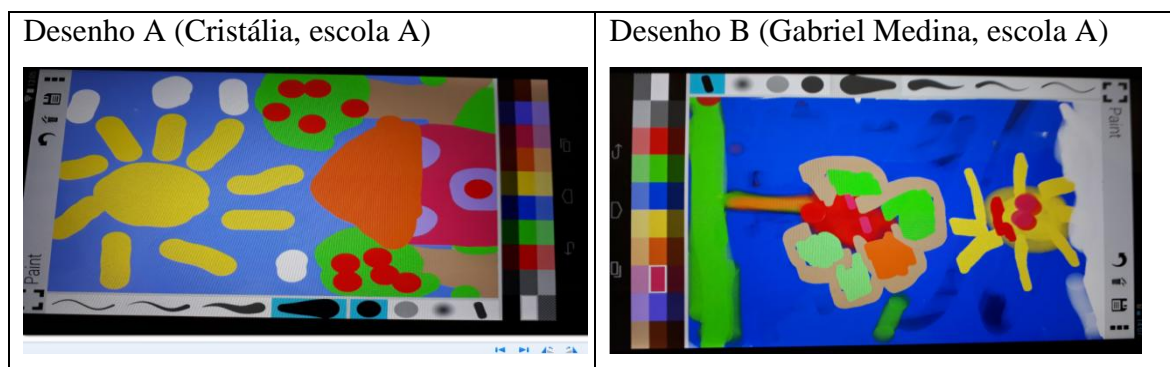 Desenho A (Cristália, escola A)
Paint
Desenho B (Gabriel Medina, escola A)
Paint